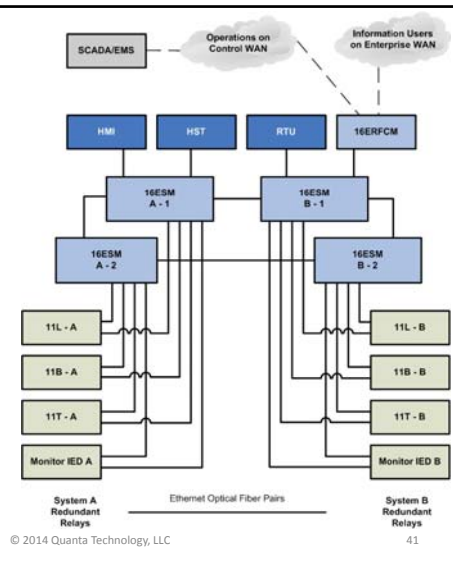 SCADA/EMS
Operations on
Control WAN
Information Users
on Enterprise WAN
HMI
HST
RTU
16ERFCM
16ESM
A - 1
16ESM
B - 1
16ESM
A - 2
16ESM
B - 2
11L - A
11L - B
11B - A
11B - B
11T - A
11T - B
Monitor IED A
Monitor IED B
System A
Redundant
Relays
Ethernet Optical Fiber Pairs
System B
Redundant
Relays
© 2014 Quanta Technology, LLC
41